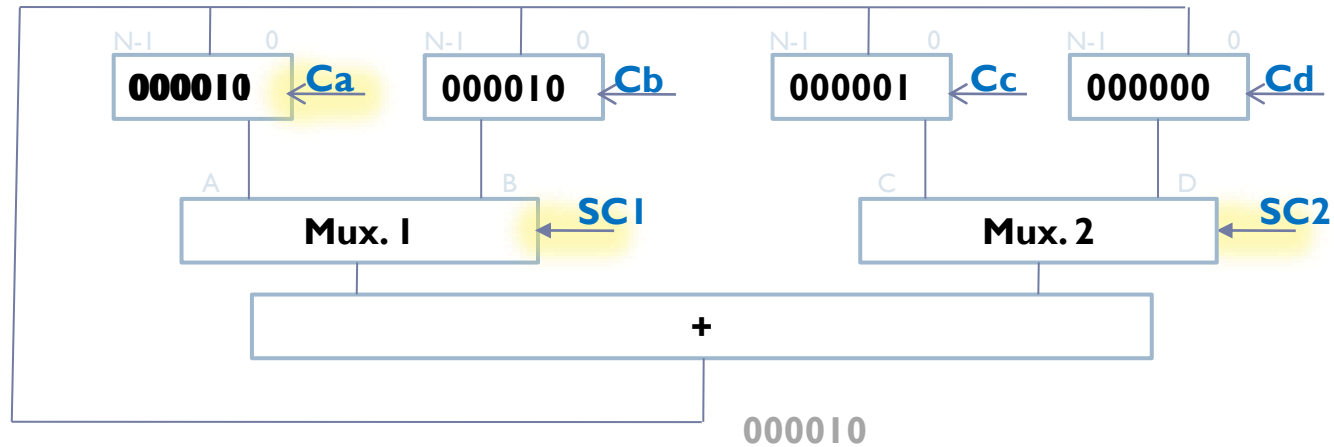 N-1 0 N-1 0 N-1 0 N-1 0
Ca 000010 Cb 000001 Cc 000000 Cd
A B C D
Mux. 1 SC1 Mux. 2 SC2
+
000010